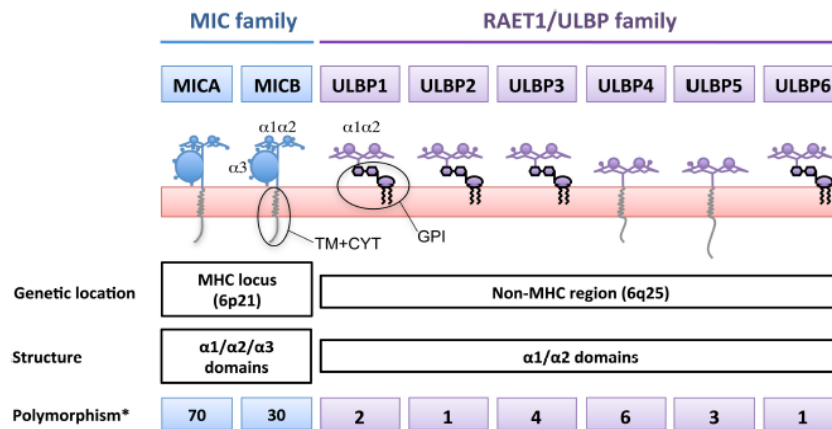 MIC family RAET1/ULBP family
MICA MICB ULBP1 ULBP2 ULBP3 ULBP4 ULBP5 ULBP6
α1α2 α1α2
α3
TM+CYT GPI
Genetic location MHC locus (6p21) Non-MHC region (6q25)
Structure α1/α2/α3 domains α1/α2 domains
Polymorphism* 70 30 2 1 4 6 3 1